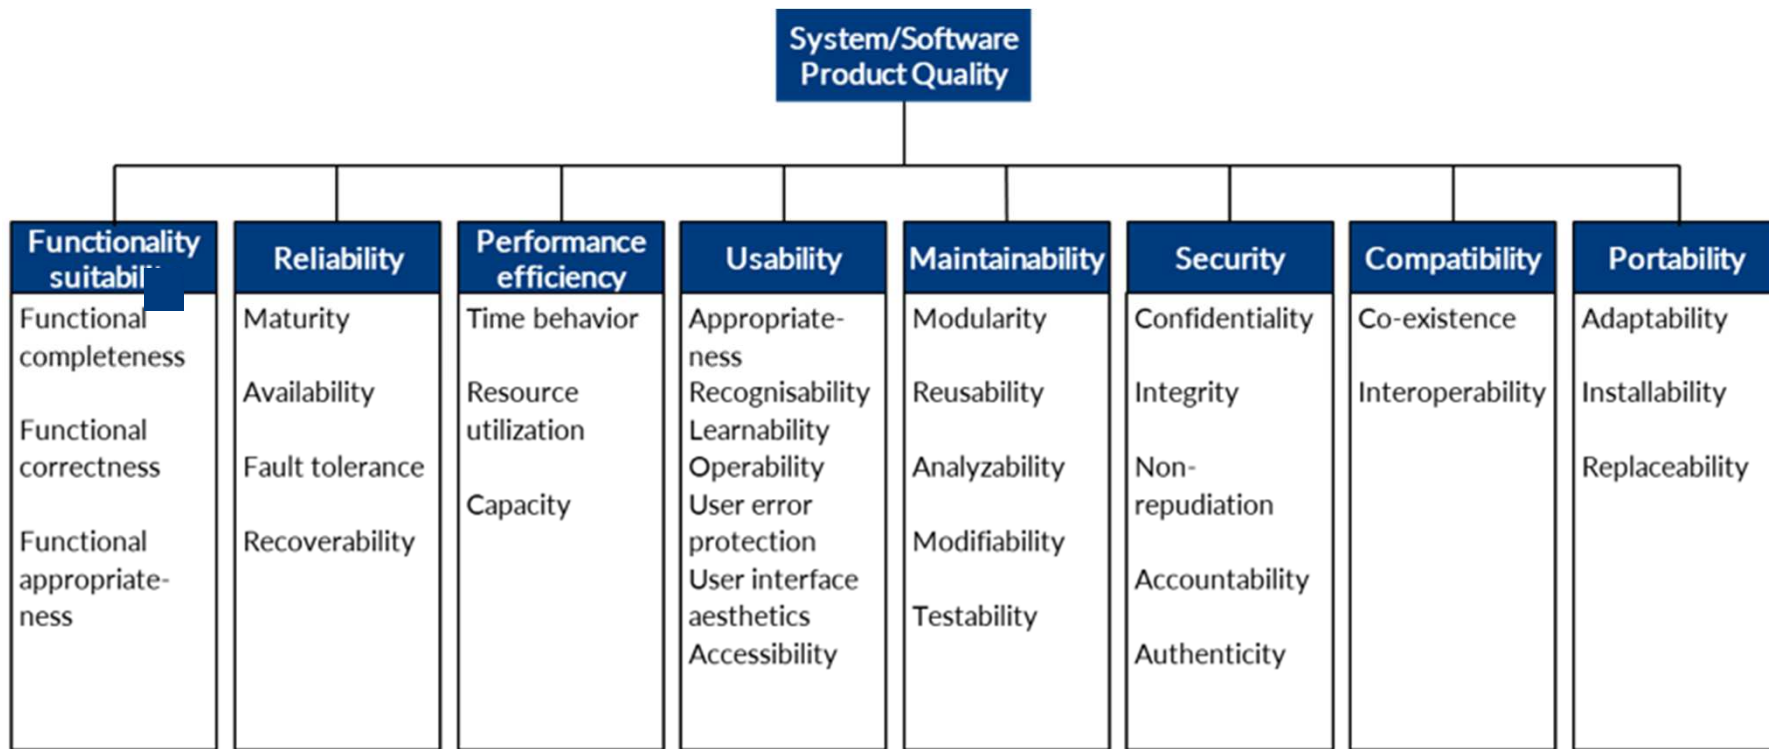 System/Software
Product Quality
Functionality
Reliability
Performance
efficiency
Usability
Maintainability
Security
Compatibility
Portability
Functional
completeness
Functional
correctness
Functional
appropriate-
ness
Maturity
Availability
Fault tolerance
Recoverability
Time behavior
Resource
utilization
Capacity
Appropriate-
ness
Recognisability
Learnability
Operability
User error
protection
User interface
aesthetics
Accessibility
Modularity
Reusability
Analyzability
Modifiability
Testability
Confidentiality
Integrity
Non-
repudiation
Accountability
Authenticity
Co-existence
Interoperability
Adaptability
Installability
Replaceability